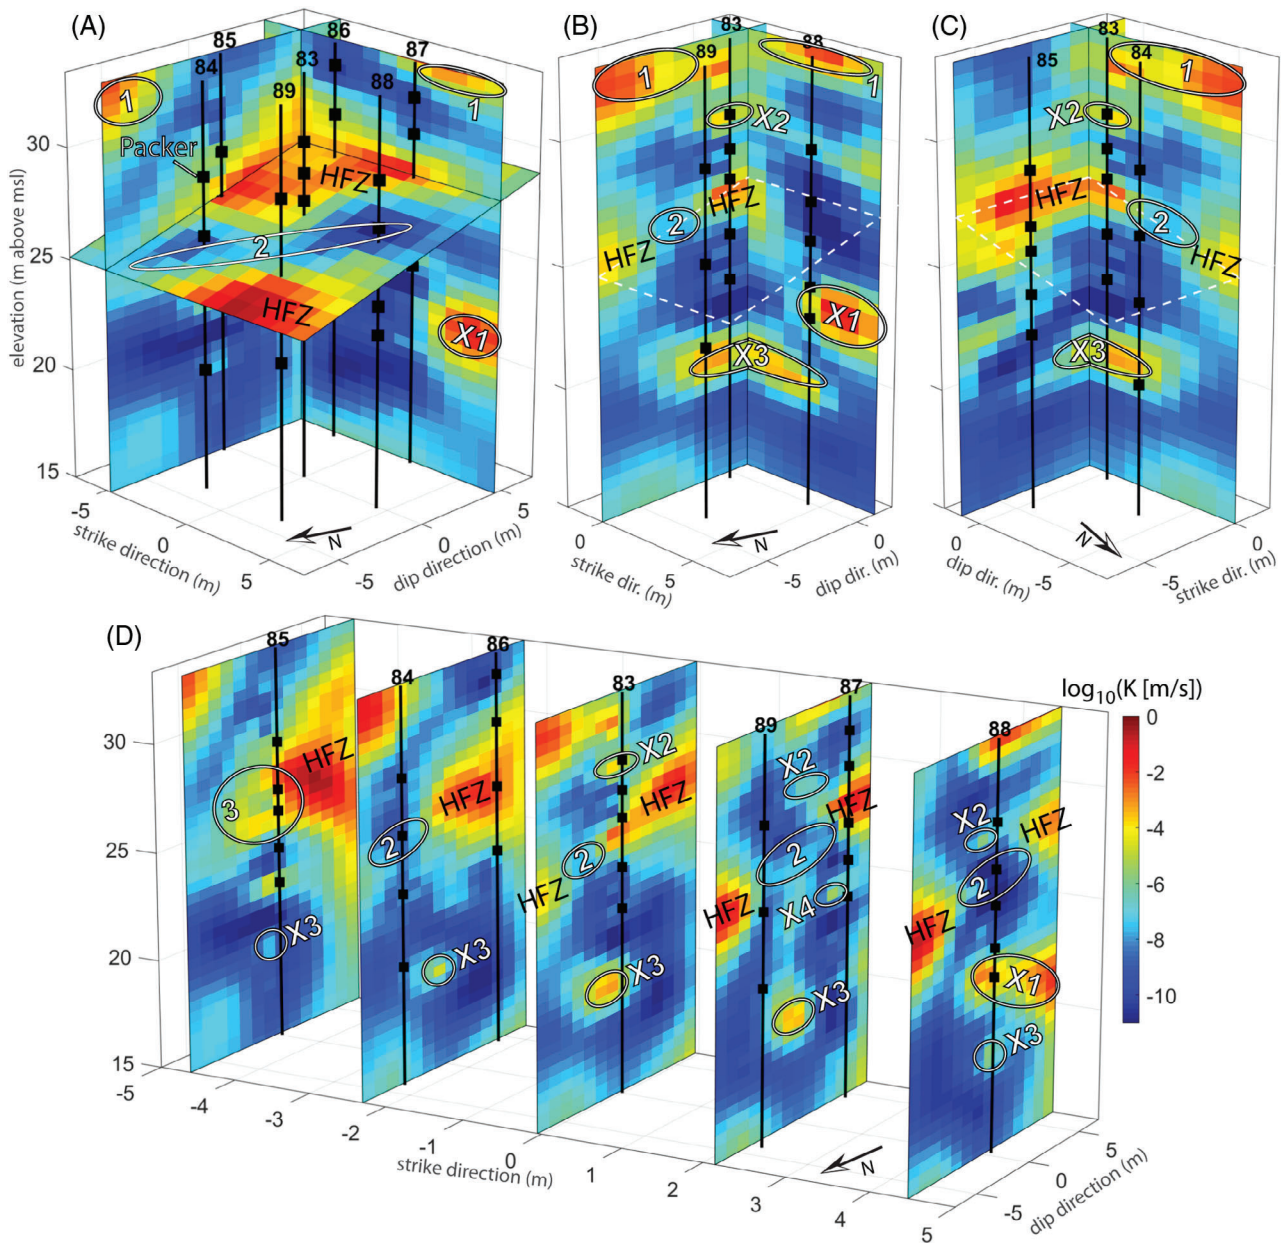 (A)
86
85
84
83
87
88
89
1
1
Packer
HFZ
2
HFZ
X1
30
25
20
15
elevation (m above msl)
-5
0
5
strike direction (m)
N
-5
0
5
dip direction (m)
(B)
83
89
88
1
1
X2
HFZ
2
HFZ
X1
X3
0
5
strike dir. (m)
N
-5
0
dip dir. (m)
(C)
83
85
84
1
X2
HFZ
2
HFZ
X3
0
-5
dip dir. (m)
N
-5
0
strike dir. (m)
(D)
85
86
84
83
87
89
88
HFZ
3
X3
HFZ
2
X3
X2
HFZ
2
HFZ
X3
X2
HFZ
2
X4
HFZ
X3
X2
HFZ
2
HFZ
X1
X3
30
25
20
15
-5
-4
-3
-2
-1
0
1
2
3
4
5
strike direction (m)
N
-5
0
5
dip direction (m)
log10(K [m/s])
0
-2
-4
-6
-8
-10